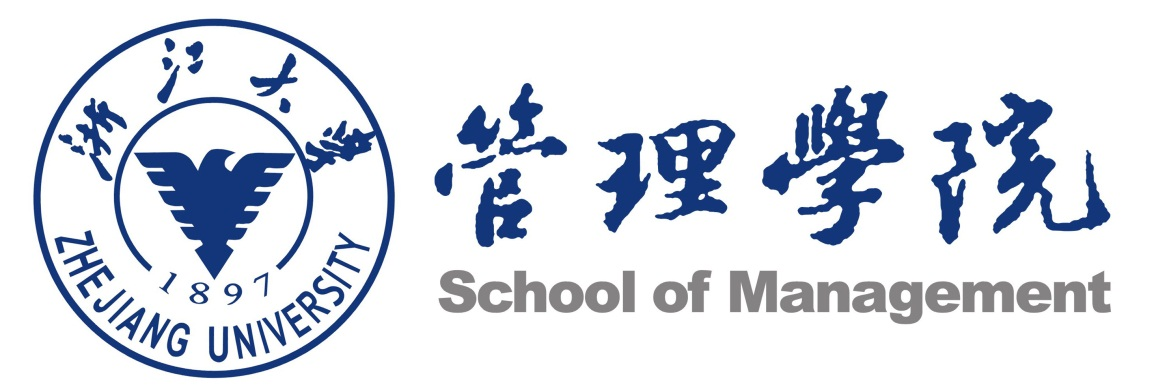 浙江大學
1897
ZHEJIANG UNIVERSITY
管理學院
School of Management